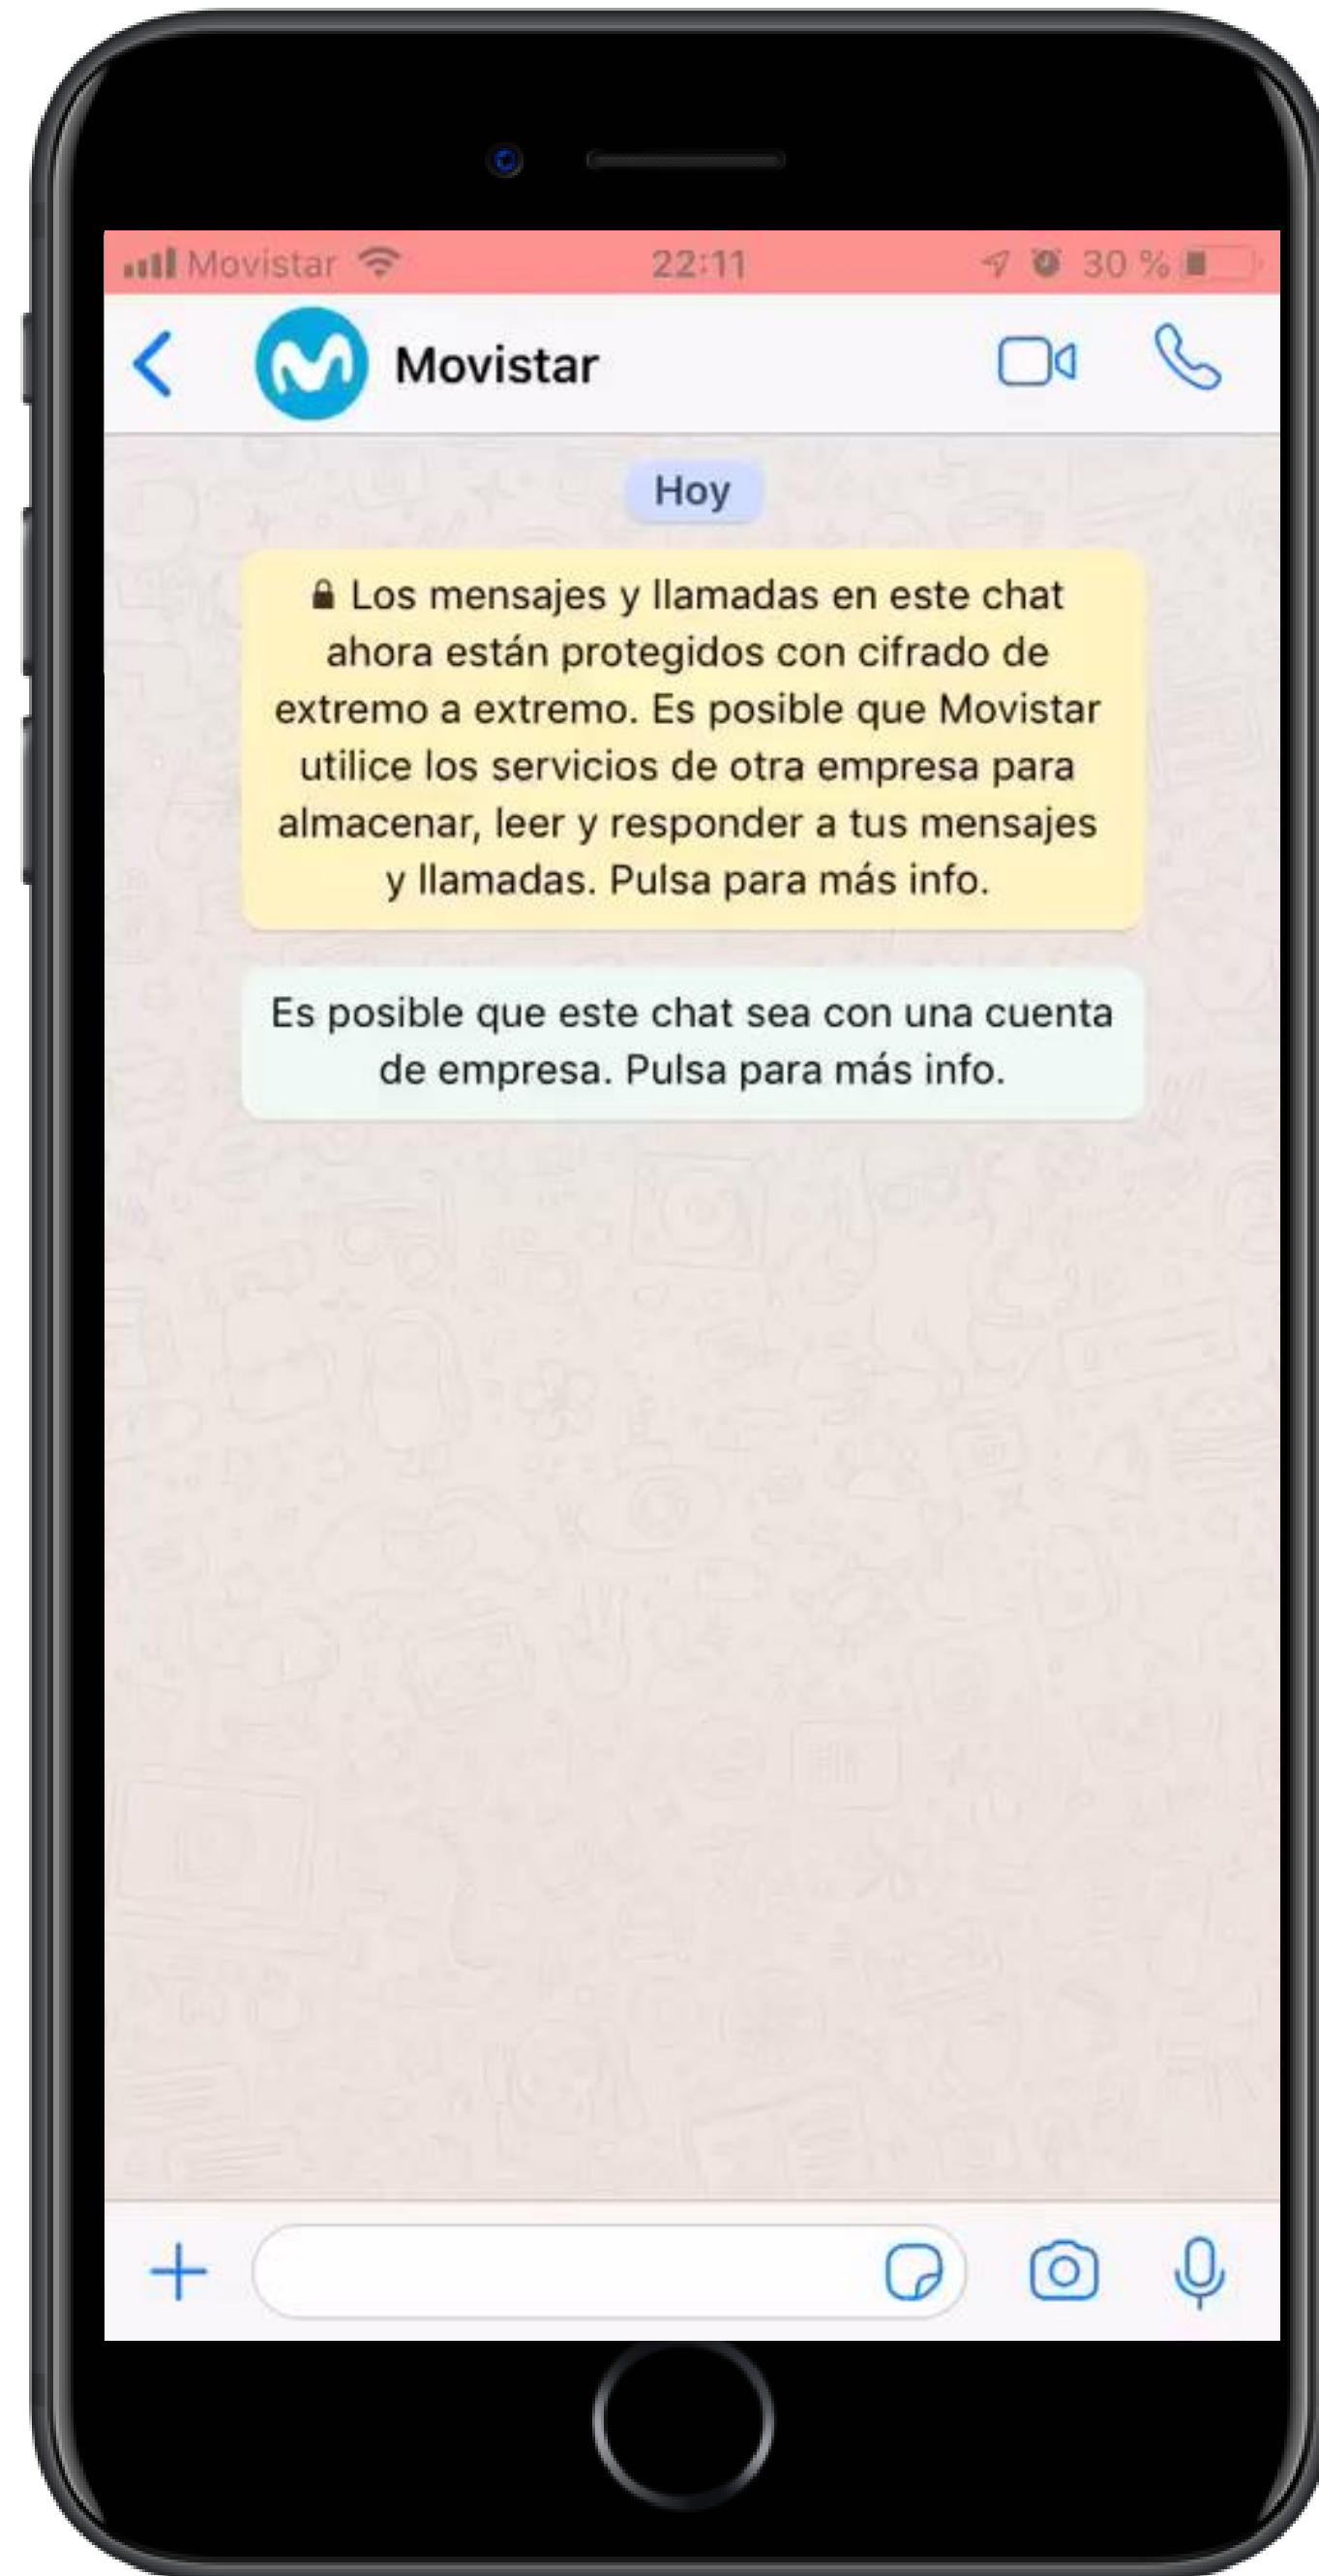 Movistar 22:11 30 %
Movistar
Hoy
Los mensajes y llamadas en este chat
ahora están protegidos con cifrado de
extremo a extremo. Es posible que Movistar
utilice los servicios de otra empresa para
almacenar, leer y responder a tus mensajes
y llamadas. Pulsa para más info.
Es posible que este chat sea con una cuenta
de empresa. Pulsa para más info.